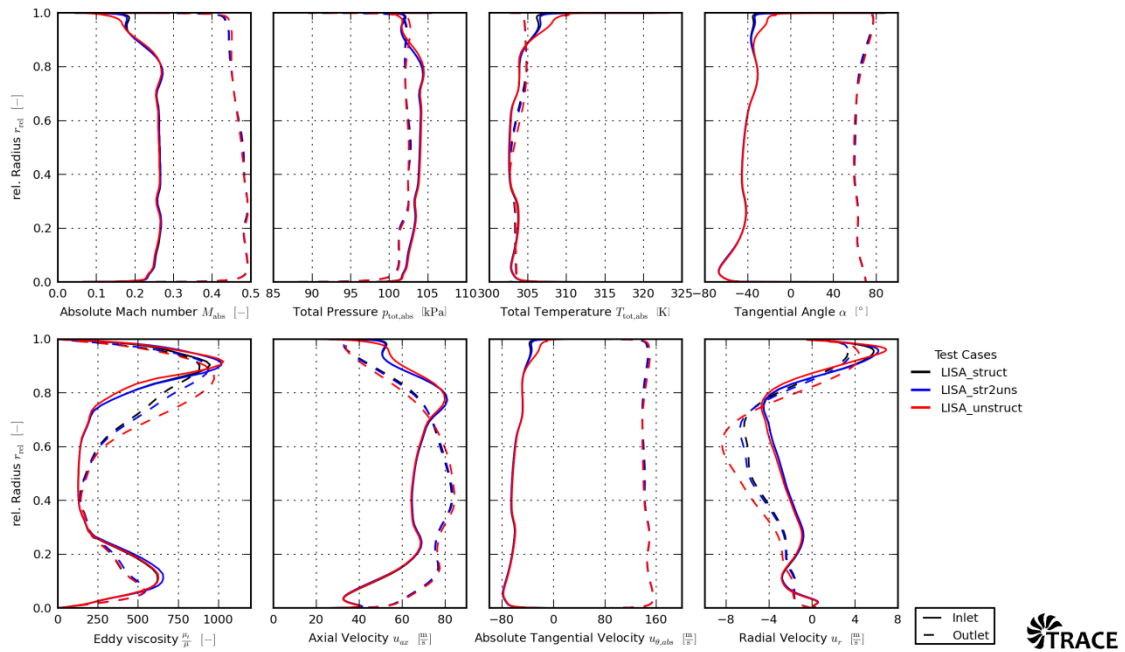 rel. Radius r_rel [−]
1.0
0.8
0.6
0.4
0.2
0.0
0.0 0.1 0.2 0.3 0.4 0.5
Absolute Mach number M_abs [−]
85 90 95 100 105 110
Total Pressure p_tot,abs [kPa]
300 305 310 315 320 325
Total Temperature T_tot,abs [K]
−80 −40 0 40 80
Tangential Angle α [°]
rel. Radius r_rel [−]
1.0
0.8
0.6
0.4
0.2
0.0
0 250 500 750 1000
Eddy viscosity μ_t/μ [−]
0 20 40 60 80
Axial Velocity u_ax [m/s]
−80 0 80 160
Absolute Tangential Velocity u_θ,abs [m/s]
−8 −4 0 4 8
Radial Velocity u_r [m/s]
Test Cases
LISA_struct
LISA_str2uns
LISA_unstruct
Inlet
Outlet
TRACE